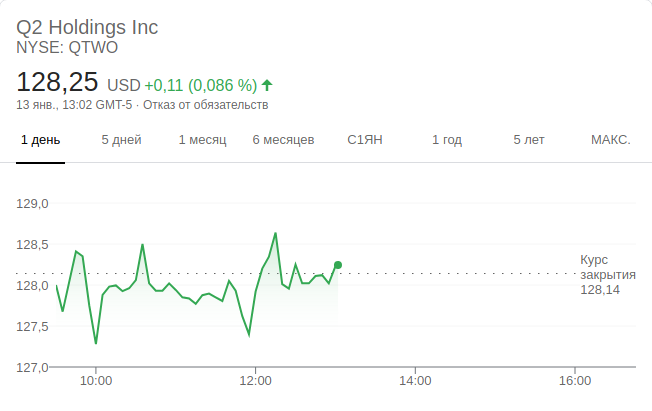 Q2 Holdings Inc
NYSE: QTWO
128,25 USD +0,11 (0,086 %)
13 янв., 13:02 GMT-5 · Отказ от обязательств
1 день 5 дней 1 месяц 6 месяцев С1ЯН 1 год 5 лет МАКС.
129,0
128,5
Курс
закрытия
128,14
128,0
127,5
127,0
10:00 12:00 14:00 16:00